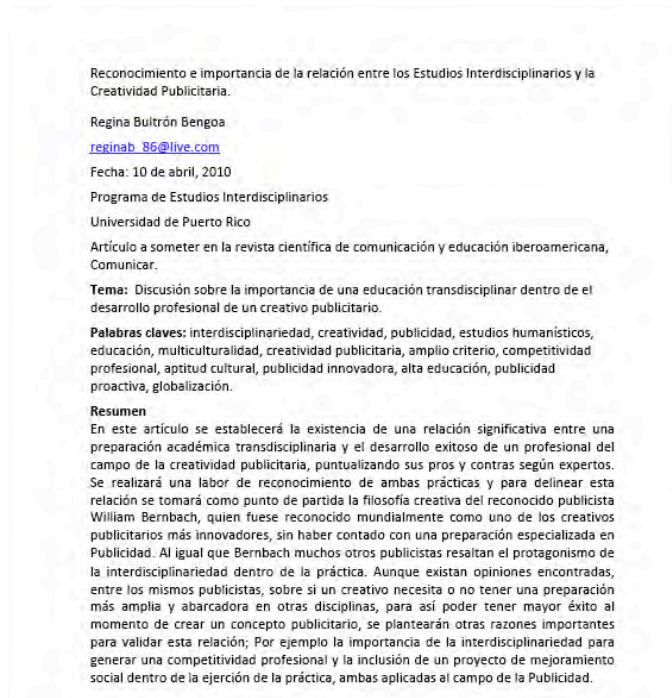 Reconocimiento e importancia de la relación entre los Estudios Interdisciplinarios y la
Creatividad Publicitaria.
Regina Buitrón Bengoa
reginab_86@live.com
Fecha: 10 de abril, 2010
Programa de Estudios Interdisciplinarios
Universidad de Puerto Rico
Artículo a someter en la revista científica de comunicación y educación iberoamericana,
Comunicar.
Tema: Discusión sobre la importancia de una educación transdisciplinar dentro de el
desarrollo profesional de un creativo publicitario.
Palabras claves: interdisciplinariedad, creatividad, publicidad, estudios humanísticos,
educación, multiculturalidad, creatividad publicitaria, amplio criterio, competitividad
profesional, aptitud cultural, publicidad innovadora, alta educación, publicidad
proactiva, globalización.
Resumen
En este artículo se establecerá la existencia de una relación significativa entre una
preparación académica transdisciplinaria y el desarrollo exitoso de un profesional del
campo de la creatividad publicitaria, puntualizando sus pros y contras según expertos.
Se realizará una labor de reconocimiento de ambas prácticas y para delinear esta
relación se tomará como punto de partida la filosofía creativa del reconocido publicista
William Bernbach, quien fuese reconocido mundialmente como uno de los creativos
publicitarios más innovadores, sin haber contado con una preparación especializada en
Publicidad. Al igual que Bernbach muchos otros publicistas resaltan el protagonismo de
la interdisciplinariedad dentro de la práctica. Aunque existan opiniones encontradas,
entre los mismos publicistas, sobre si un creativo necesita o no tener una preparación
más amplia y abarcadora en otras disciplinas, para así poder tener mayor éxito al
momento de crear un concepto publicitario, se plantearán otras razones importantes
para validar esta relación; Por ejemplo la importancia de la interdisciplinariedad para
generar una competitividad profesional y la inclusión de un proyecto de mejoramiento
social dentro de la ejerción de la práctica, ambas aplicadas al campo de la Publicidad.